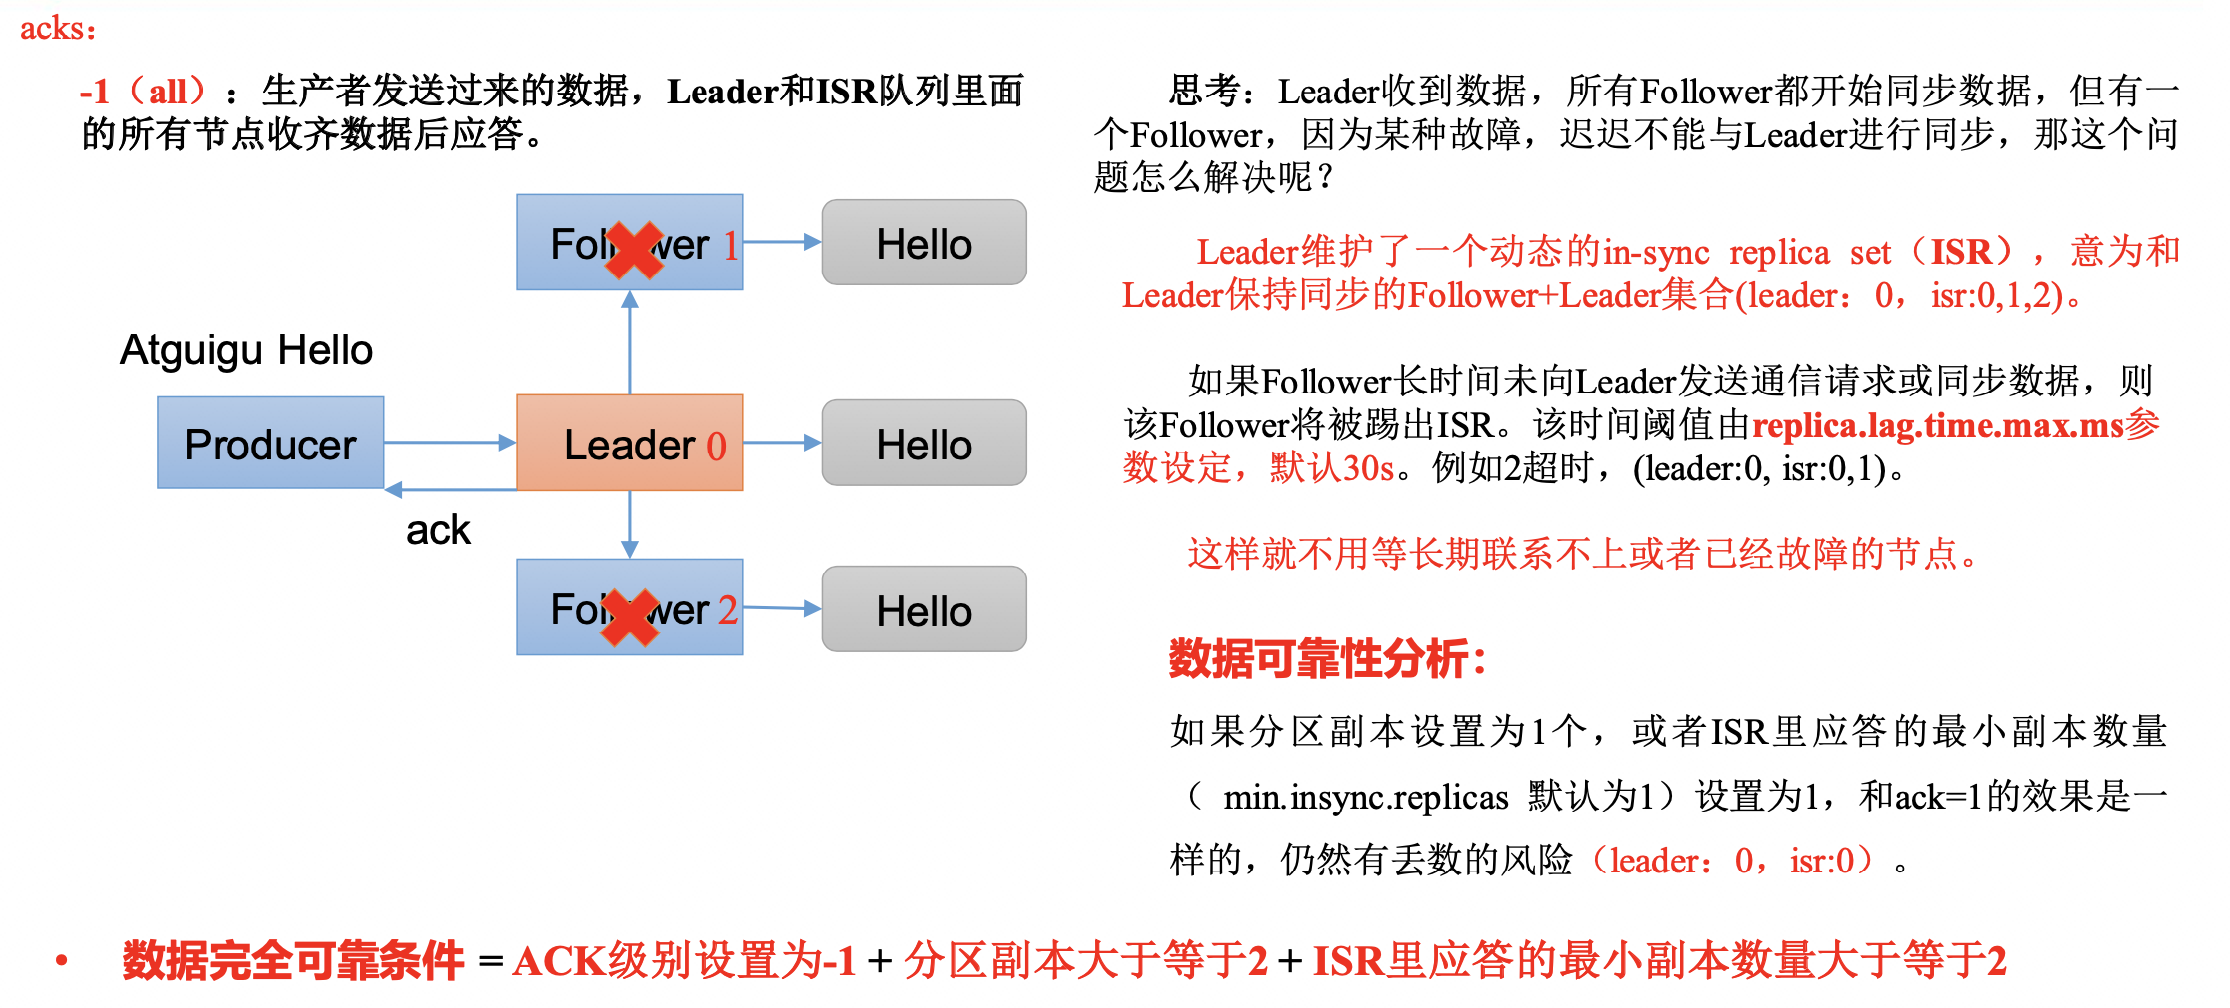 acks：
-1（all）：生产者发送过来的数据，Leader和ISR队列里面
的所有节点收齐数据后应答。
Follower 1
Hello
Atguigu Hello
Producer
Leader 0
Hello
ack
Follower 2
Hello
思考：Leader收到数据，所有Follower都开始同步数据，但有一
个Follower，因为某种故障，迟迟不能与Leader进行同步，那这个问
题怎么解决呢？
Leader维护了一个动态的in-sync replica set（ISR），意为和
Leader保持同步的Follower+Leader集合(leader：0，isr:0,1,2)。
如果Follower长时间未向Leader发送通信请求或同步数据，则
该Follower将被踢出ISR。该时间阈值由replica.lag.time.max.ms参
数设定，默认30s。例如2超时，(leader:0, isr:0,1)。
这样就不用等长期联系不上或者已经故障的节点。
数据可靠性分析：
如果分区副本设置为1个，或者ISR里应答的最小副本数量
（ min.insync.replicas 默认为1）设置为1，和ack=1的效果是一
样的，仍然有丢数的风险（leader：0，isr:0）。
• 数据完全可靠条件 = ACK级别设置为-1 + 分区副本大于等于2 + ISR里应答的最小副本数量大于等于2